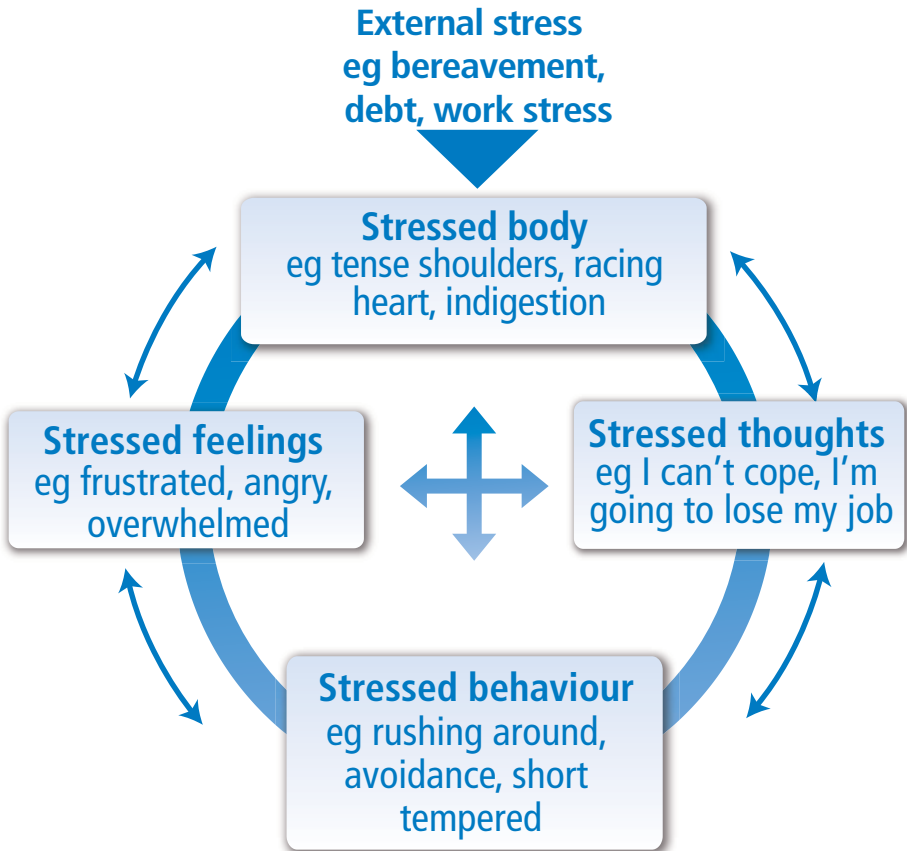 External stress
eg bereavement,
debt, work stress
Stressed body
eg tense shoulders, racing
heart, indigestion
Stressed feelings
eg frustrated, angry,
overwhelmed
Stressed thoughts
eg I can’t cope, I’m
going to lose my job
Stressed behaviour
eg rushing around,
avoidance, short
tempered